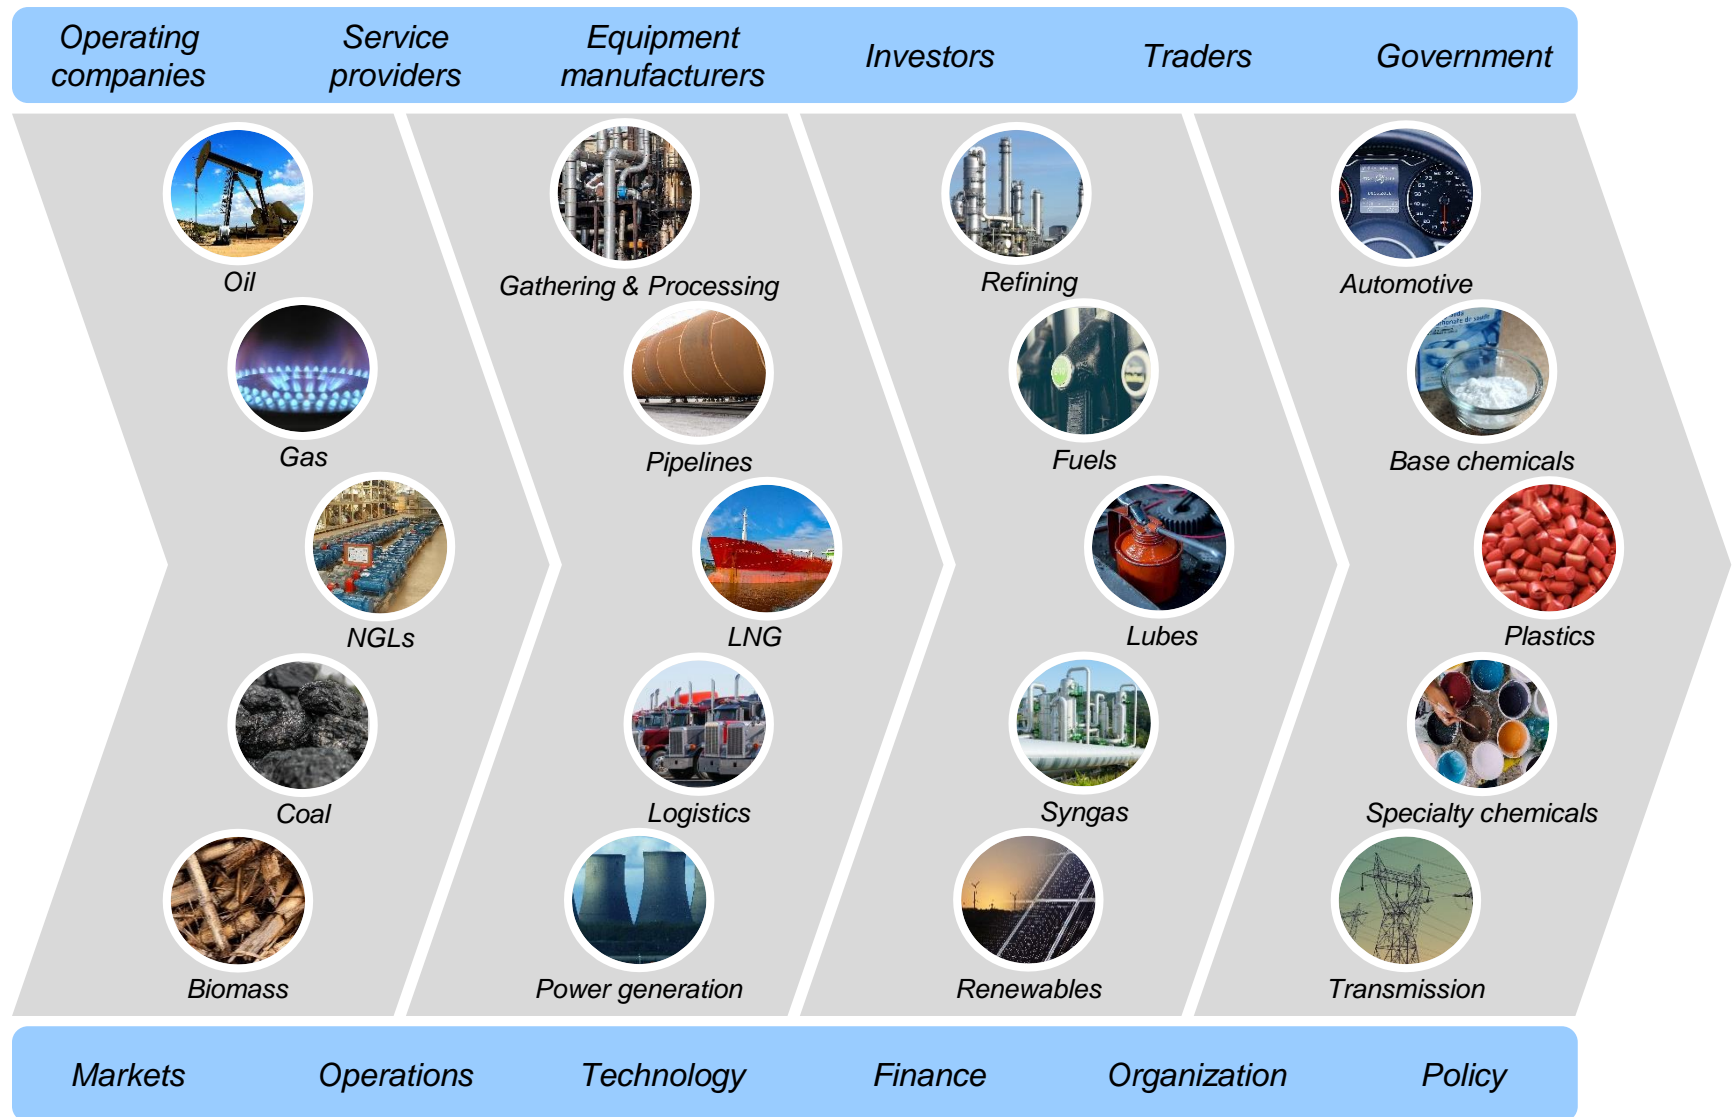 Operating
companies
Service
providers
Equipment
manufacturers
Investors
Traders
Government
Oil
Gas
NGLs
Coal
Biomass
Gathering & Processing
Pipelines
LNG
Logistics
Power generation
Refining
Fuels
Lubes
Syngas
Renewables
Automotive
Base chemicals
Plastics
Specialty chemicals
Transmission
Markets
Operations
Technology
Finance
Organization
Policy